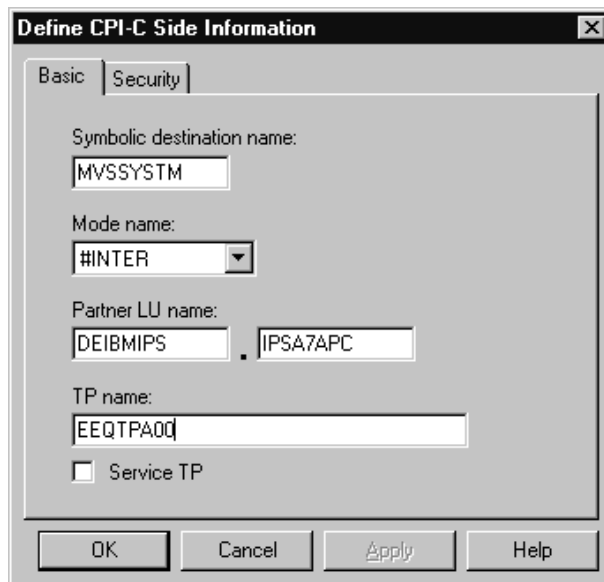 Define CPI-C Side Information
Basic Security
Symbolic destination name:
MVSSYSTM
Mode name:
#INTER
Partner LU name:
DEIBMIPS . IPSA7APC
TP name:
EEQTPA00
Service TP
OK Cancel Apply Help